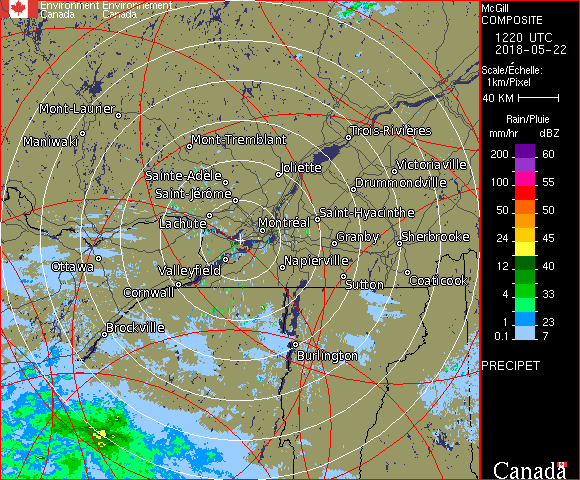 Environment Environnement
Canada Canada
McGill
COMPOSITE
1220 UTC
2018-05-22
Scale/Échelle:
1km/Pixel
40 KM
Rain/Pluie
mm/hr dBZ
200 60
100 55
50 50
24 45
12 40
4 33
1 23
0.1 7
PRECIPET
Canada
Mont-Laurier
Maniwaki
Mont-Tremblant
Trois-Rivières
Joliette
Victoriaville
Sainte-Adèle
Drummondville
Saint-Jérôme
Saint-Hyacinthe
Lachute
Montréal
Granby
Sherbrooke
Ottawa
Valleyfield
Napierville
Cornwall
Sutton
Coaticook
Brockville
Burlington